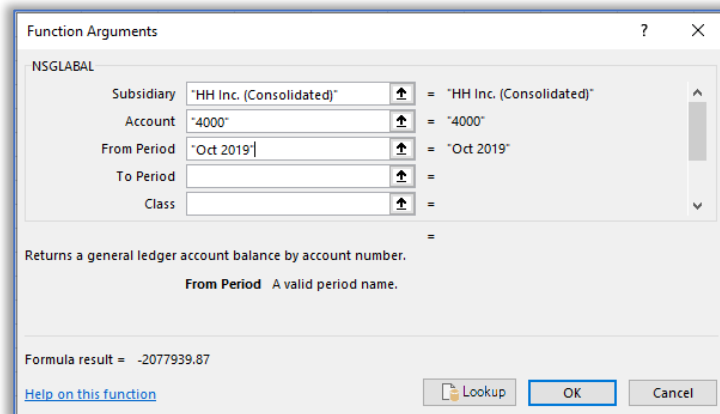 Function Arguments ? ×
NSGLABAL
Subsidiary "HH Inc. (Consolidated)" = "HH Inc. (Consolidated)"
Account "4000" = "4000"
From Period "Oct 2019" = "Oct 2019"
To Period =
Class =
=
Returns a general ledger account balance by account number.
From Period A valid period name.
Formula result = -2077939.87
Help on this function Lookup OK Cancel